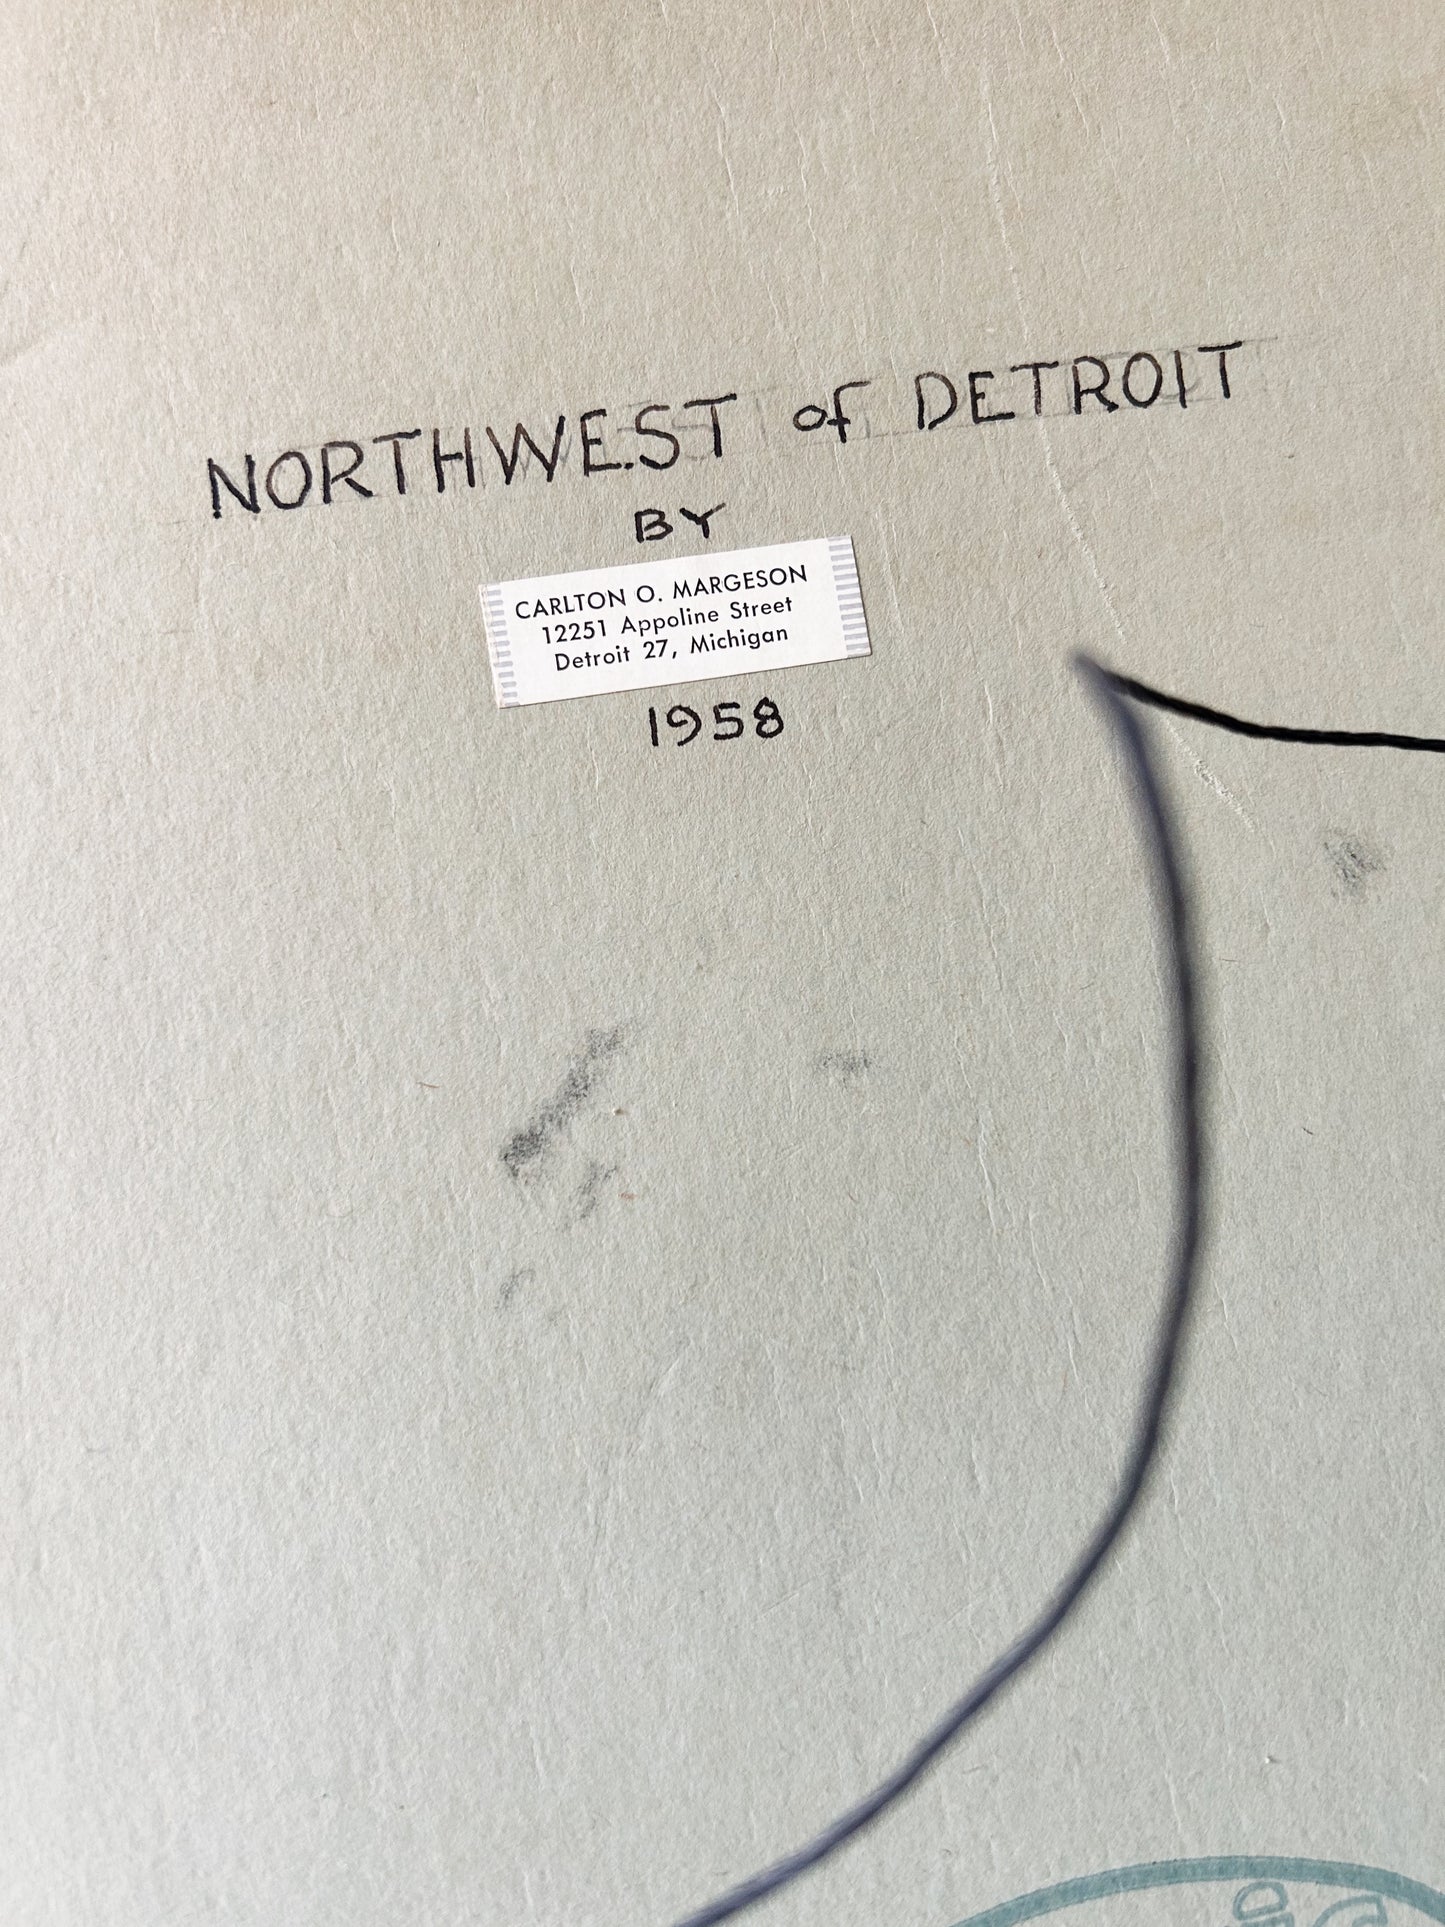 NORTHWEST of DETROIT
BY
CARLTON O. MARGESON
12251 Appoline Street
Detroit 27, Michigan
1958